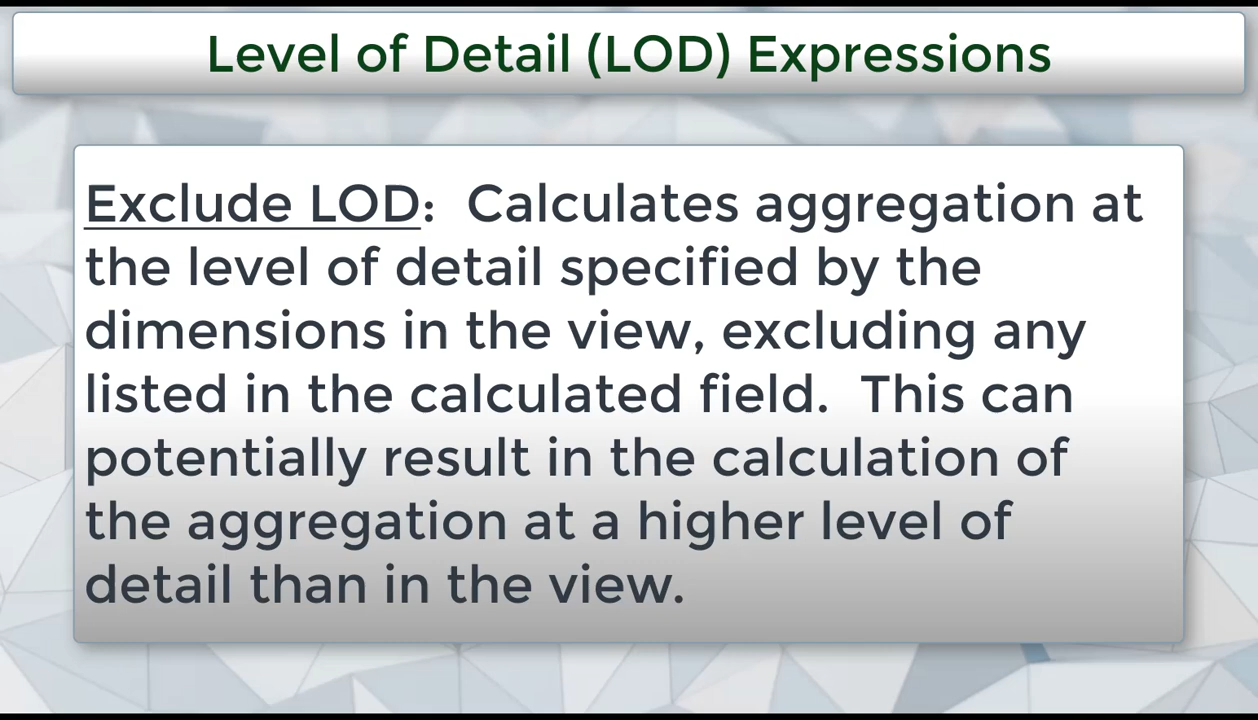 Level of Detail (LOD) Expressions
Exclude LOD:  Calculates aggregation at
the level of detail specified by the
dimensions in the view, excluding any
listed in the calculated field.  This can
potentially result in the calculation of
the aggregation at a higher level of
detail than in the view.